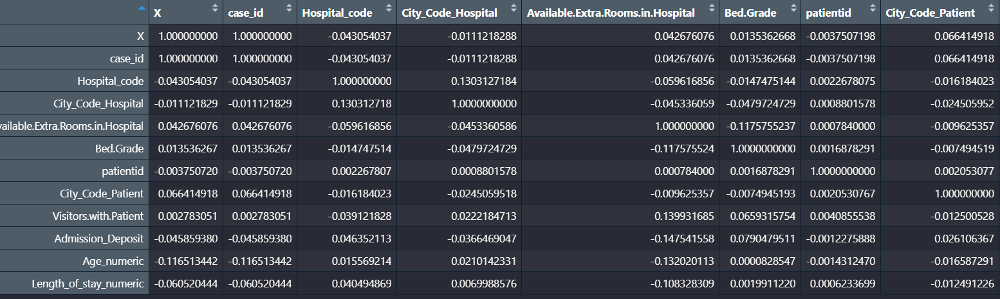 X case_id Hospital_code City_Code_Hospital Available.Extra.Rooms.in.Hospital Bed.Grade patientid City_Code_Patient
X 1.000000000 1.000000000 -0.043054037 -0.0111218288 0.042676076 0.0135362668 -0.0037507198 0.066414918
case_id 1.000000000 1.000000000 -0.043054037 -0.0111218288 0.042676076 0.0135362668 -0.0037507198 0.066414918
Hospital_code -0.043054037 -0.043054037 1.000000000 0.1303127184 -0.059616856 -0.0147475144 0.0022678075 -0.016184023
City_Code_Hospital -0.011121829 -0.011121829 0.130312718 1.0000000000 -0.045336059 -0.0479724729 0.0008801578 -0.024505952
vailable.Extra.Rooms.in.Hospital 0.042676076 0.042676076 -0.059616856 -0.0453360586 1.000000000 -0.1175755237 0.0007840000 -0.009625357
Bed.Grade 0.013536267 0.013536267 -0.014747514 -0.0479724729 -0.117575524 1.0000000000 0.0016878291 -0.007494519
patientid -0.003750720 -0.003750720 0.002267807 0.0008801578 0.000784000 0.0016878291 1.0000000000 0.002053077
City_Code_Patient 0.066414918 0.066414918 -0.016184023 -0.0245059518 -0.009625357 -0.0074945193 0.0020530767 1.000000000
Visitors.with.Patient 0.002783051 0.002783051 -0.039121828 0.0222184713 0.139931685 0.0659315754 0.0040855538 -0.012500528
Admission_Deposit -0.045859380 -0.045859380 0.046352113 -0.0366469047 -0.147541558 0.0790479511 -0.0012275888 0.026106367
Age_numeric -0.116513442 -0.116513442 0.015569214 0.0210142331 -0.132020113 0.0000828547 -0.0014312470 -0.016587291
Length_of_stay_numeric -0.060520444 -0.060520444 0.040494869 0.0069988576 -0.108328309 0.0019911220 0.0006233699 -0.012491226